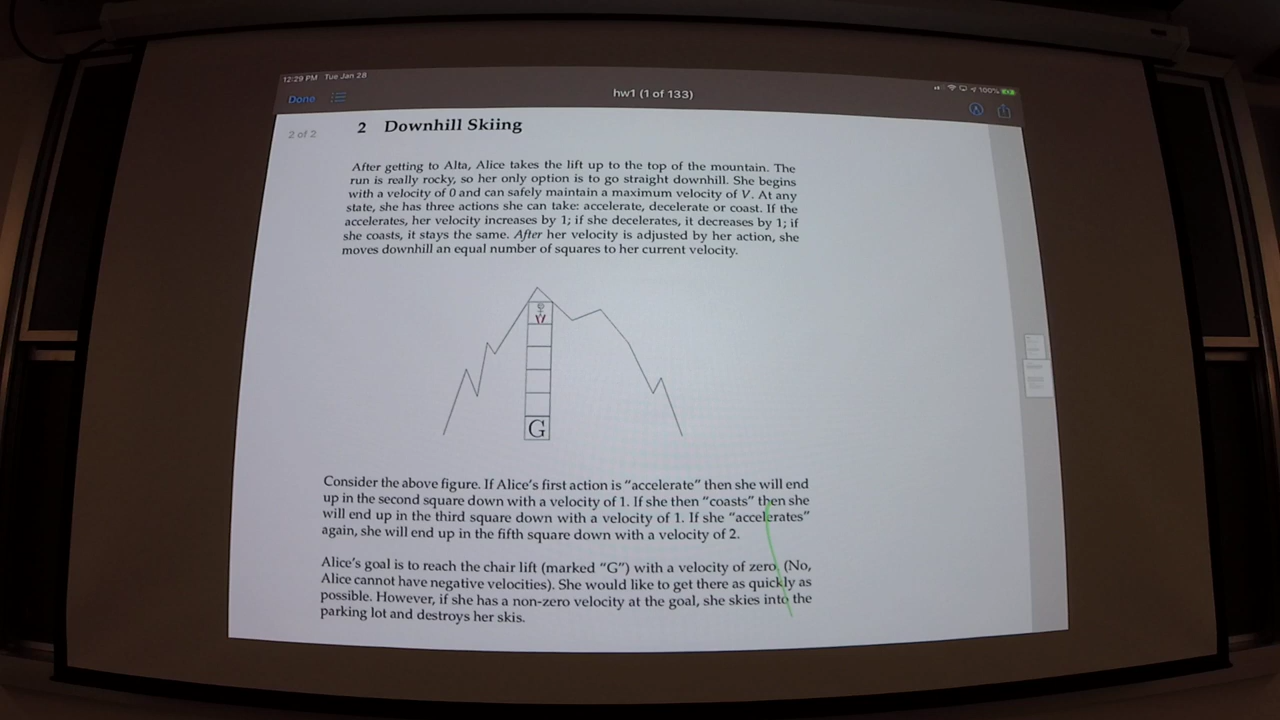 12:29 PM Tue Jan 28
100%
Done
hw1 (1 of 133)
2 of 2
2 Downhill Skiing
After getting to Alta, Alice takes the lift up to the top of the mountain. The
run is really rocky, so her only option is to go straight downhill. She begins
with a velocity of 0 and can safely maintain a maximum velocity of V. At any
state, she has three actions she can take: accelerate, decelerate or coast. If the
accelerates, her velocity increases by 1; if she decelerates, it decreases by 1; if
she coasts, it stays the same. After her velocity is adjusted by her action, she
moves downhill an equal number of squares to her current velocity.
G
Consider the above figure. If Alice's first action is "accelerate" then she will end
up in the second square down with a velocity of 1. If she then "coasts" then she
will end up in the third square down with a velocity of 1. If she "accelerates"
again, she will end up in the fifth square down with a velocity of 2.
Alice's goal is to reach the chair lift (marked "G") with a velocity of zero (No,
Alice cannot have negative velocities). She would like to get there as quickly as
possible. However, if she has a non-zero velocity at the goal, she skies into the
parking lot and destroys her skis.